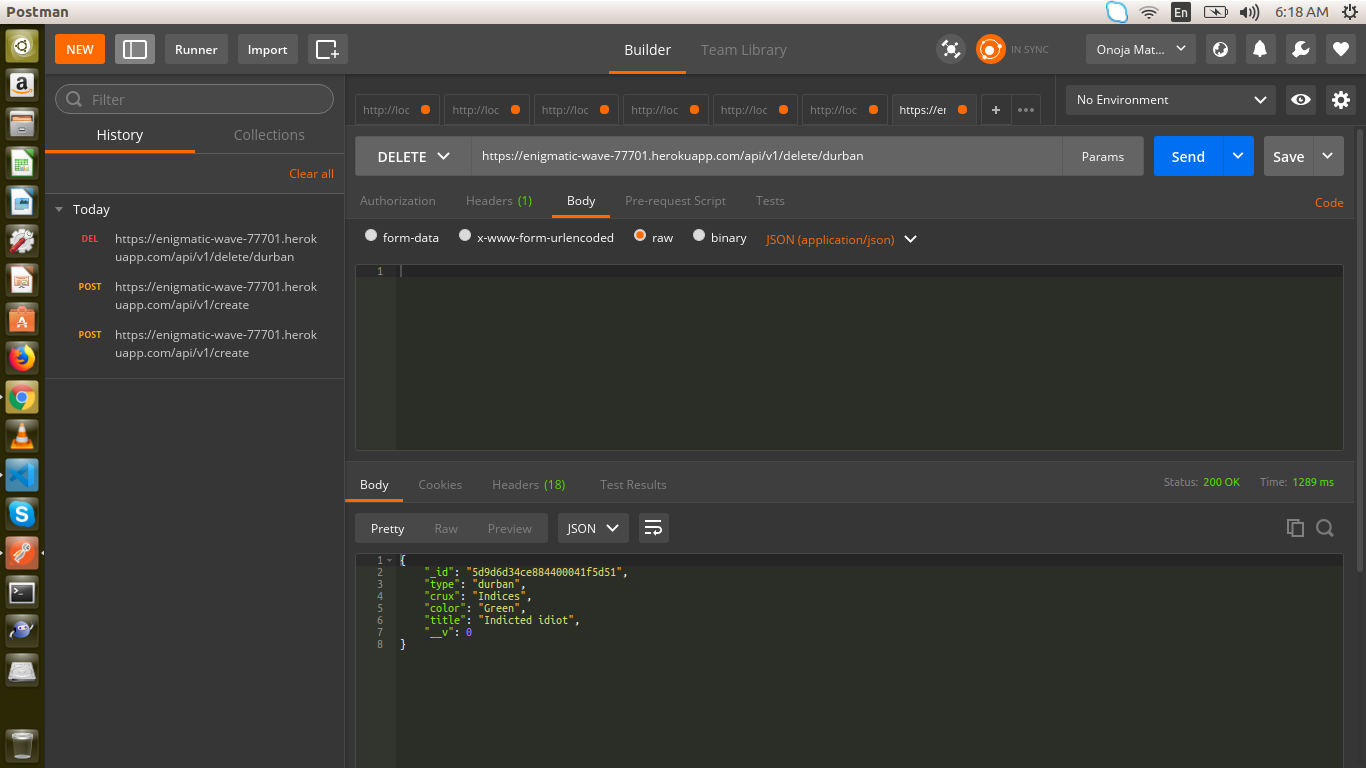 Postman
En
6:18 AM
NEW
Runner
Import
Builder
Team Library
IN SYNC
Onoja Mat...
Filter
History
Collections
Clear all
Today
DEL
https://enigmatic-wave-77701.herok
uapp.com/api/v1/delete/durban
POST
https://enigmatic-wave-77701.herok
uapp.com/api/v1/create
POST
https://enigmatic-wave-77701.herok
uapp.com/api/v1/create
http://loc
http://loc
http://loc
http://loc
http://loc
http://loc
https://er
+
•••
No Environment
DELETE
https://enigmatic-wave-77701.herokuapp.com/api/v1/delete/durban
Params
Send
Save
Authorization
Headers (1)
Body
Pre-request Script
Tests
Code
form-data
x-www-form-urlencoded
raw
binary
JSON (application/json)
1
Body
Cookies
Headers (18)
Test Results
Status: 200 OK
Time: 1289 ms
Pretty
Raw
Preview
JSON
1 {
2 "_id": "5d9d6d34ce884400041f5d51",
3 "type": "durban",
4 "crux": "Indices",
5 "color": "Green",
6 "title": "Indicted idiot",
7 "__v": 0
8 }